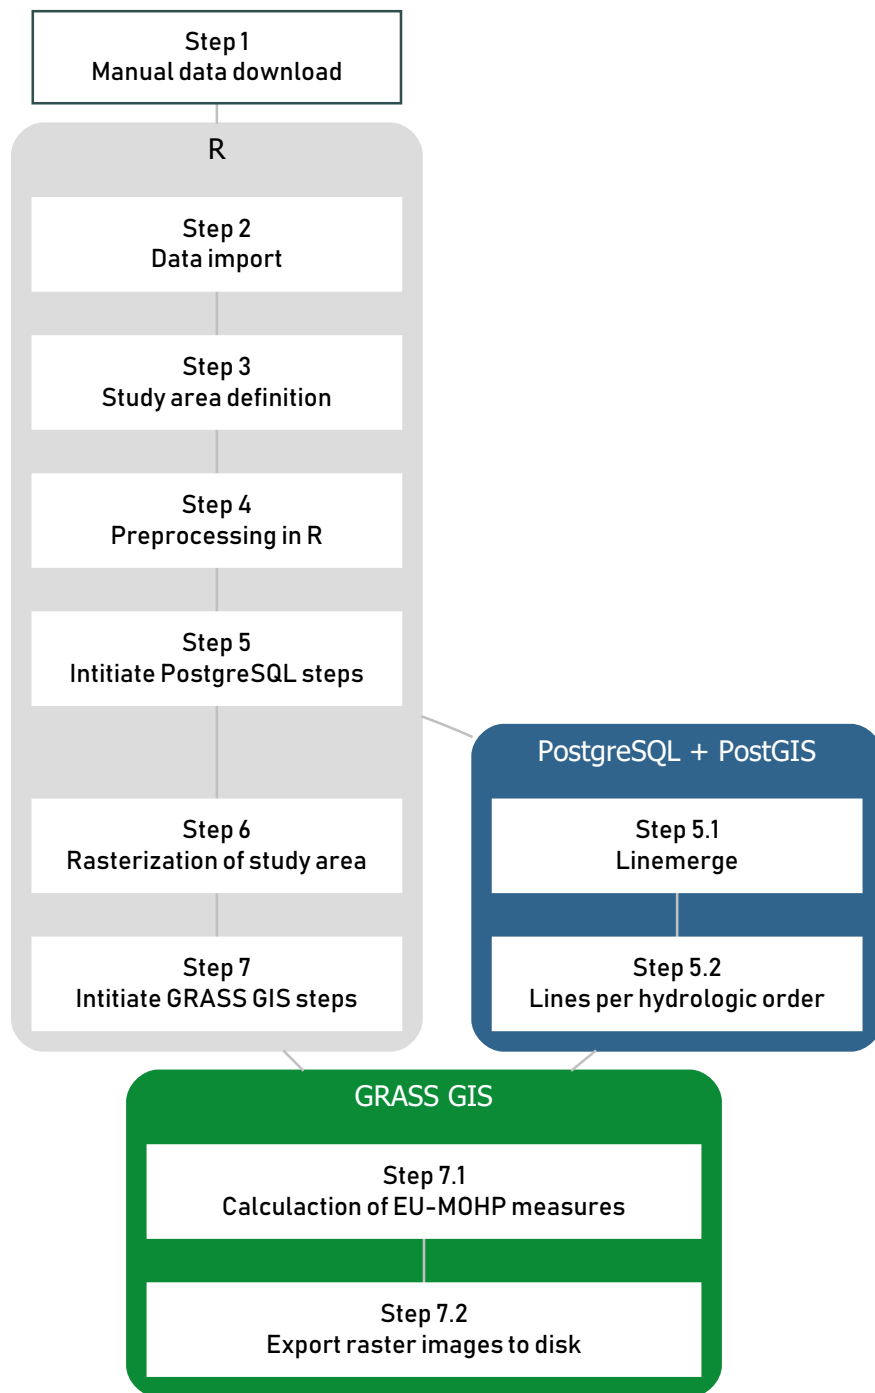 Step 1
Manual data download
R
Step 2
Data import
Step 3
Study area definition
Step 4
Preprocessing in R
Step 5
Intitiate PostgreSQL steps
PostgreSQL + PostGIS
Step 5.1
Linemerge
Step 6
Rasterization of study area
Step 5.2
Lines per hydrologic order
Step 7
Intitiate GRASS GIS steps
GRASS GIS
Step 7.1
Calculaction of EU-MOHP measures
Step 7.2
Export raster images to disk